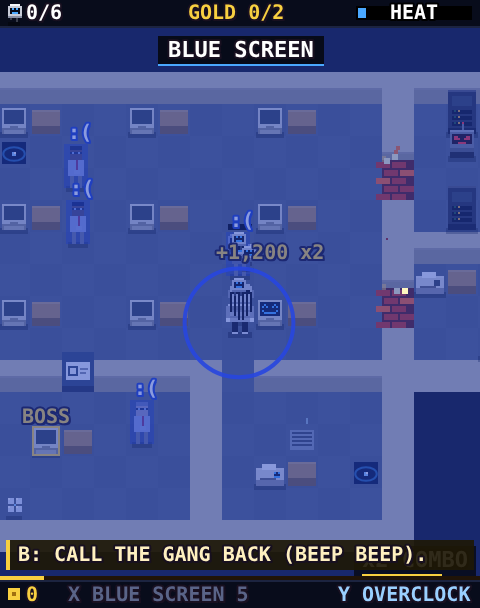 0/6 GOLD 0/2 HEAT
BLUE SCREEN
:(
:(
:(
+1,200 x2
:(
BOSS
B: CALL THE GANG BACK (BEEP BEEP).
COMBO
0 X BLUE SCREEN 5 Y OVERCLOCK